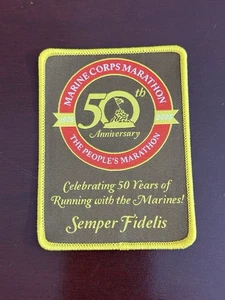 MARINE CORPS MARATHON
50th
Anniversary
THE PEOPLE'S MARATHON
Celebrating 50 Years of
Running with the Marines!
Semper Fidelis